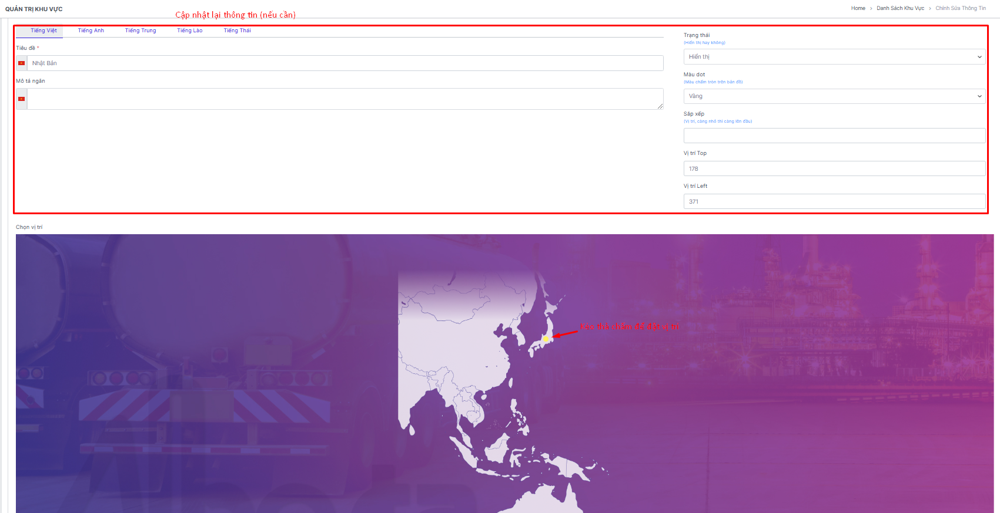 QUẢN TRỊ KHU VỰC
Home › Danh Sách Khu Vực › Chỉnh Sửa Thông Tin
Cập nhật lại thông tin (nếu cần)
Tiếng Việt Tiếng Anh Tiếng Trung Tiếng Lào Tiếng Thái
Tiêu đề *
Nhật Bản
Mô tả ngắn
Trạng thái
(Hiển thị hay không)
Hiển thị
Màu dot
(Màu chấm tròn trên bản đồ)
Vàng
Sắp xếp
(Vị trí, càng nhỏ thì càng lên đầu)
Vị trí Top
178
Vị trí Left
371
Chọn vị trí
Kéo thả chấm để đặt vị trí